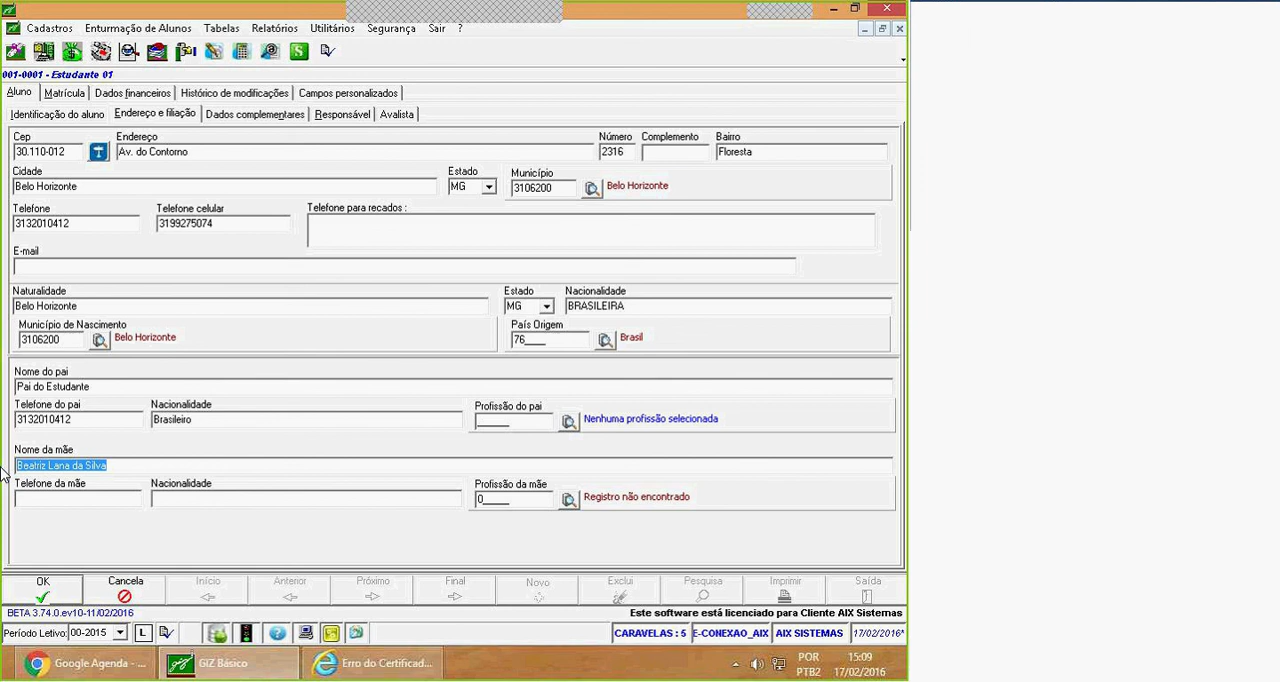 Cadastros Enturmação de Alunos Tabelas Relatórios Utilitários Segurança Sair ?
001-0001 - Estudante 01
Aluno Matrícula Dados financeiros Histórico de modificações Campos personalizados
Identificação do aluno Endereço e filiação Dados complementares Responsável Avalista
Cep Endereço Número Complemento Bairro
30.110-012 Av. do Contorno 2316 Floresta
Cidade Estado Município
Belo Horizonte MG 3106200 Belo Horizonte
Telefone Telefone celular Telefone para recados :
3132010412 3199275074
E-mail
Naturalidade Estado Nacionalidade
Belo Horizonte MG BRASILEIRA
Município de Nascimento País Origem
3106200 Belo Horizonte 76____ Brasil
Nome do pai
Pai do Estudante
Telefone do pai Nacionalidade Profissão do pai
3132010412 Brasileiro ______ Nenhuma profissão selecionada
Nome da mãe
Beatriz Lana da Silva
Telefone da mãe Nacionalidade Profissão da mãe
0_____ Registro não encontrado
OK Cancela Início Anterior Próximo Final Novo Exclui Pesquisa Imprimir Saída
BETA 3.74.0.ev10-11/02/2016 Este software está licenciado para Cliente AIX Sistemas
Período Letivo: 00-2015 L CARAVELAS : 5 E-CONEXAO_AIX AIX SISTEMAS 17/02/2016*
Google Agenda - ... GIZ Básico Erro do Certificad... POR 15:09
PTB2 17/02/2016